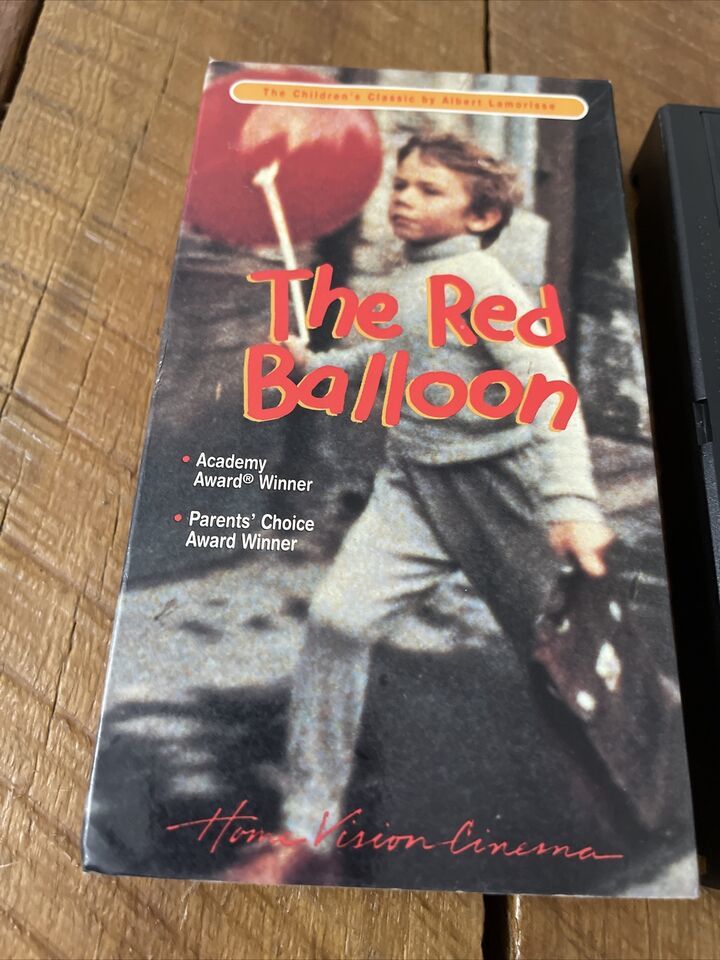 The Children's Classic by Albert Lamorisse
The Red
Balloon
• Academy
Award® Winner
• Parents' Choice
Award Winner
Home Vision Cinema